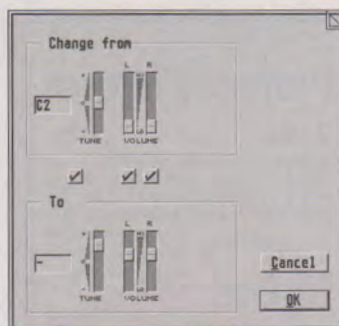 Change from
L R
C2
TUNE VOLUME
To
L R
-
TUNE VOLUME
Cancel
OK